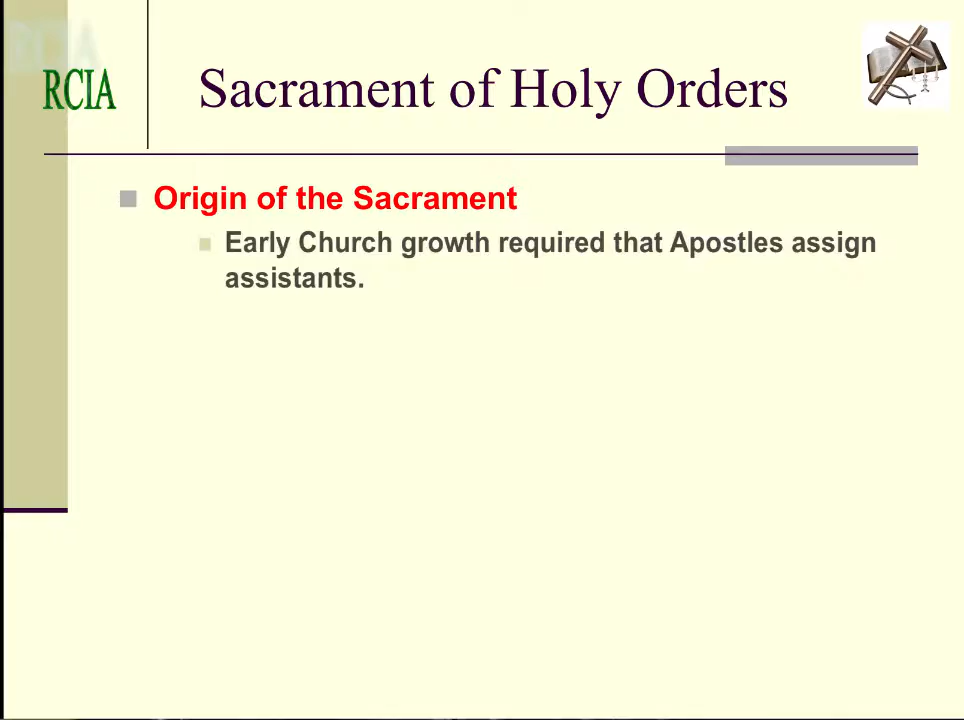 RCIA
Sacrament of Holy Orders
Origin of the Sacrament
Early Church growth required that Apostles assign
assistants.